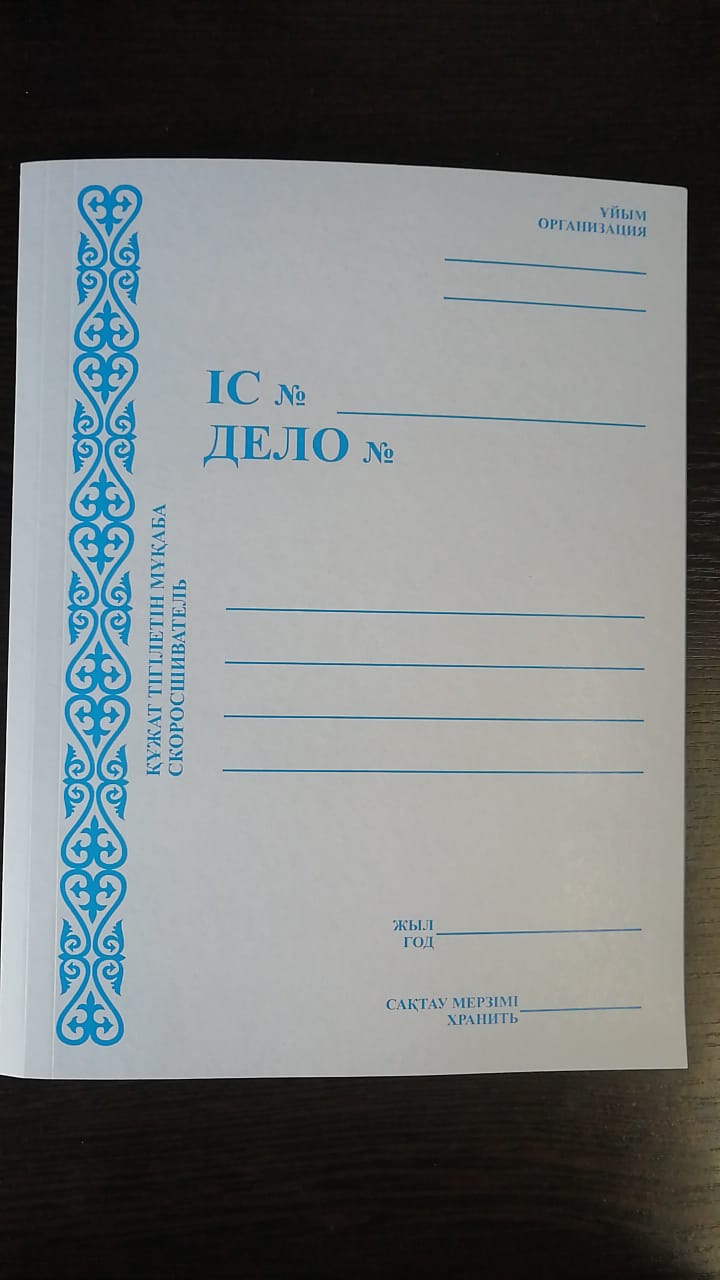 ҰЙЫМ
ОРГАНИЗАЦИЯ
ІС №
ДЕЛО №
ҚҰЖАТ ТІГІЛЕТІН МҰҚАБА
СКОРОСШИВАТЕЛЬ
ЖЫЛ
ГОД
САҚТАУ МЕРЗІМІ
ХРАНИТЬ